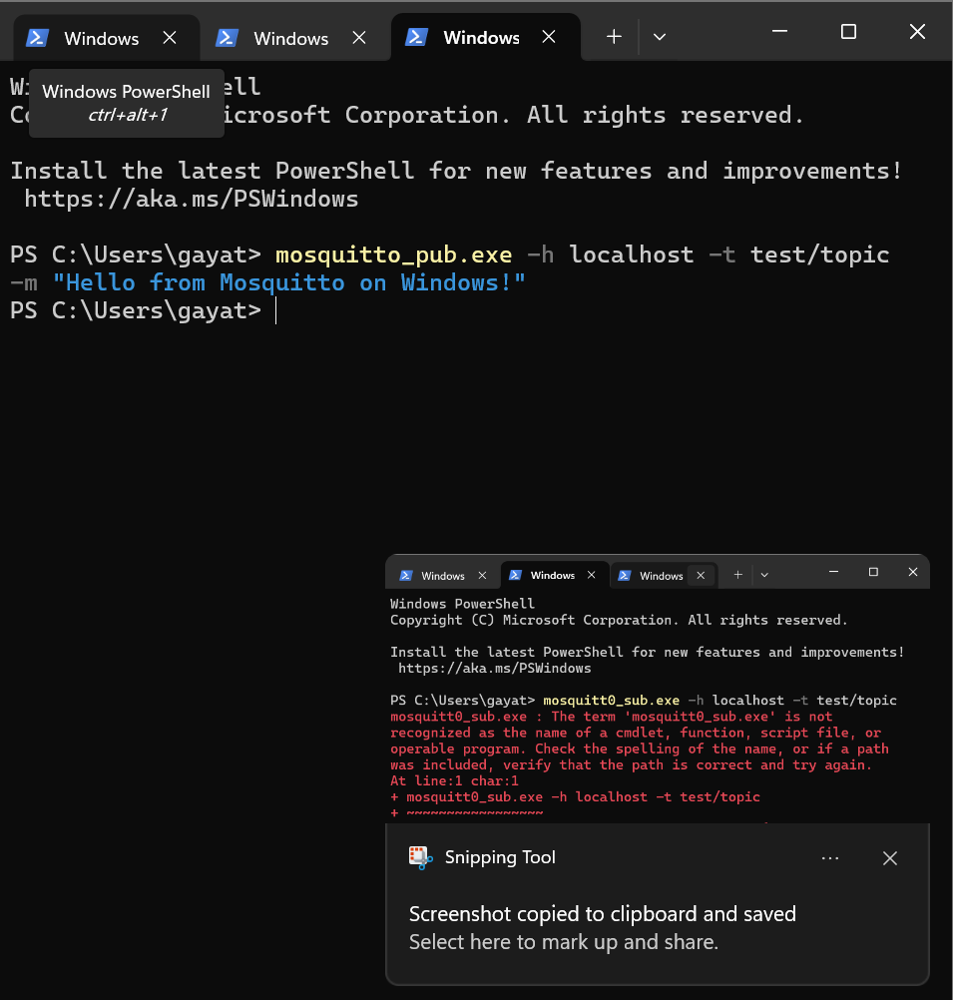 Windows
Windows
Windows
Windows PowerShell
ctrl+alt+1
icrosoft Corporation. All rights reserved.
Install the latest PowerShell for new features and improvements!
https://aka.ms/PSWindows
PS C:\Users\gayat> mosquitto_pub.exe -h localhost -t test/topic
-m "Hello from Mosquitto on Windows!"
PS C:\Users\gayat>
Windows
Windows
Windows
Windows PowerShell
Copyright (C) Microsoft Corporation. All rights reserved.
Install the latest PowerShell for new features and improvements!
https://aka.ms/PSWindows
PS C:\Users\gayat> mosquitt0_sub.exe -h localhost -t test/topic
mosquitt0_sub.exe : The term 'mosquitt0_sub.exe' is not
recognized as the name of a cmdlet, function, script file, or
operable program. Check the spelling of the name, or if a path
was included, verify that the path is correct and try again.
At line:1 char:1
+ mosquitt0_sub.exe -h localhost -t test/topic
+ ~~~~~~~~~~~~~~~~~
Snipping Tool
Screenshot copied to clipboard and saved
Select here to mark up and share.